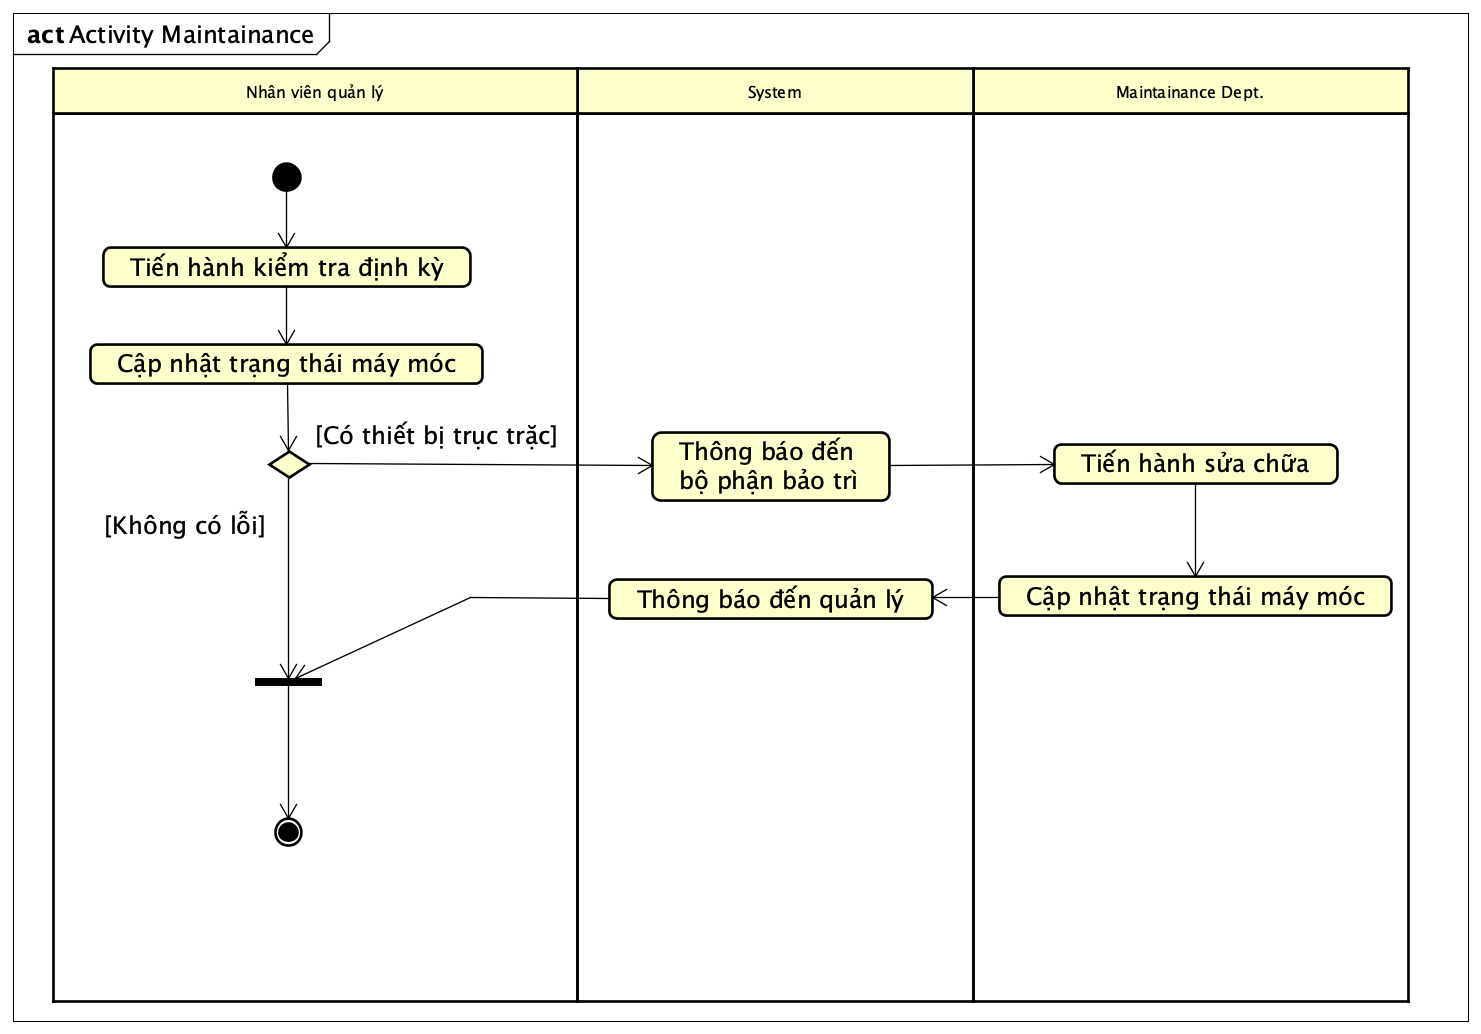 act Activity Maintainance
Nhân viên quản lý
System
Maintainance Dept.
Tiến hành kiểm tra định kỳ
Cập nhật trạng thái máy móc
[Có thiết bị trục trặc]
Thông báo đến
bộ phận bảo trì
Tiến hành sửa chữa
[Không có lỗi]
Thông báo đến quản lý
Cập nhật trạng thái máy móc